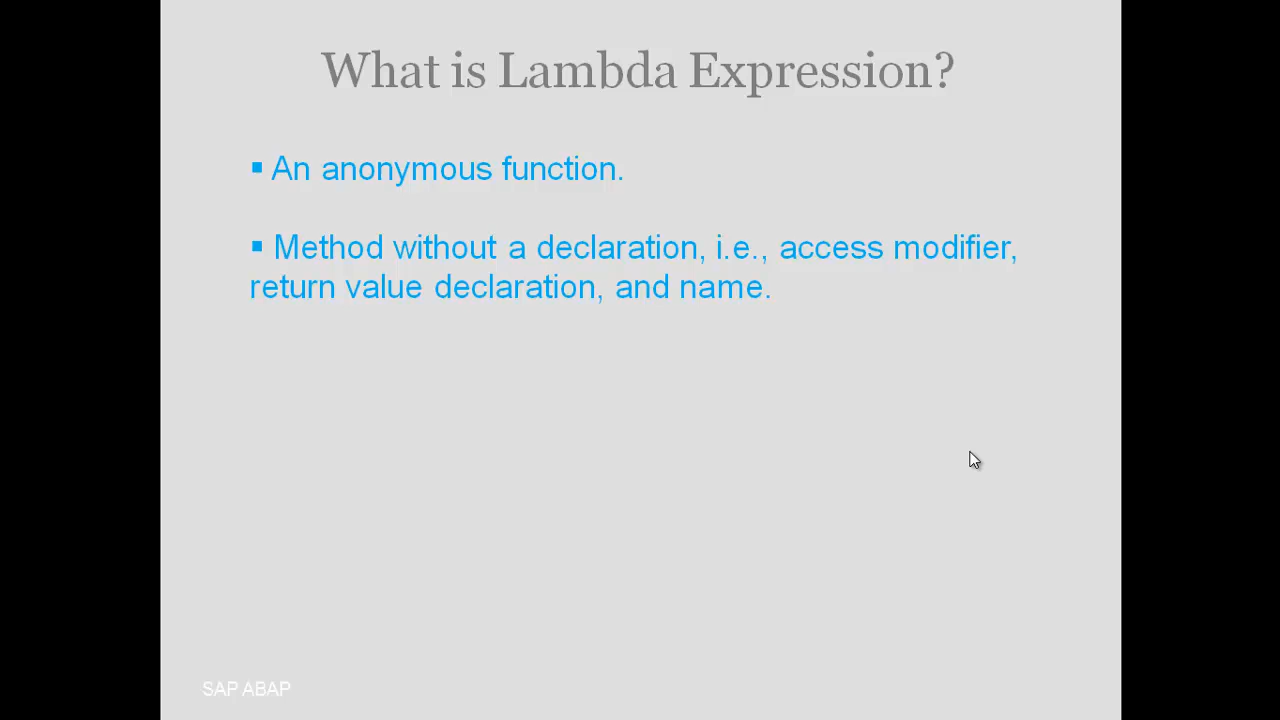 What is Lambda Expression?
▪ An anonymous function.
▪ Method without a declaration, i.e., access modifier,
return value declaration, and name.
SAP ABAP